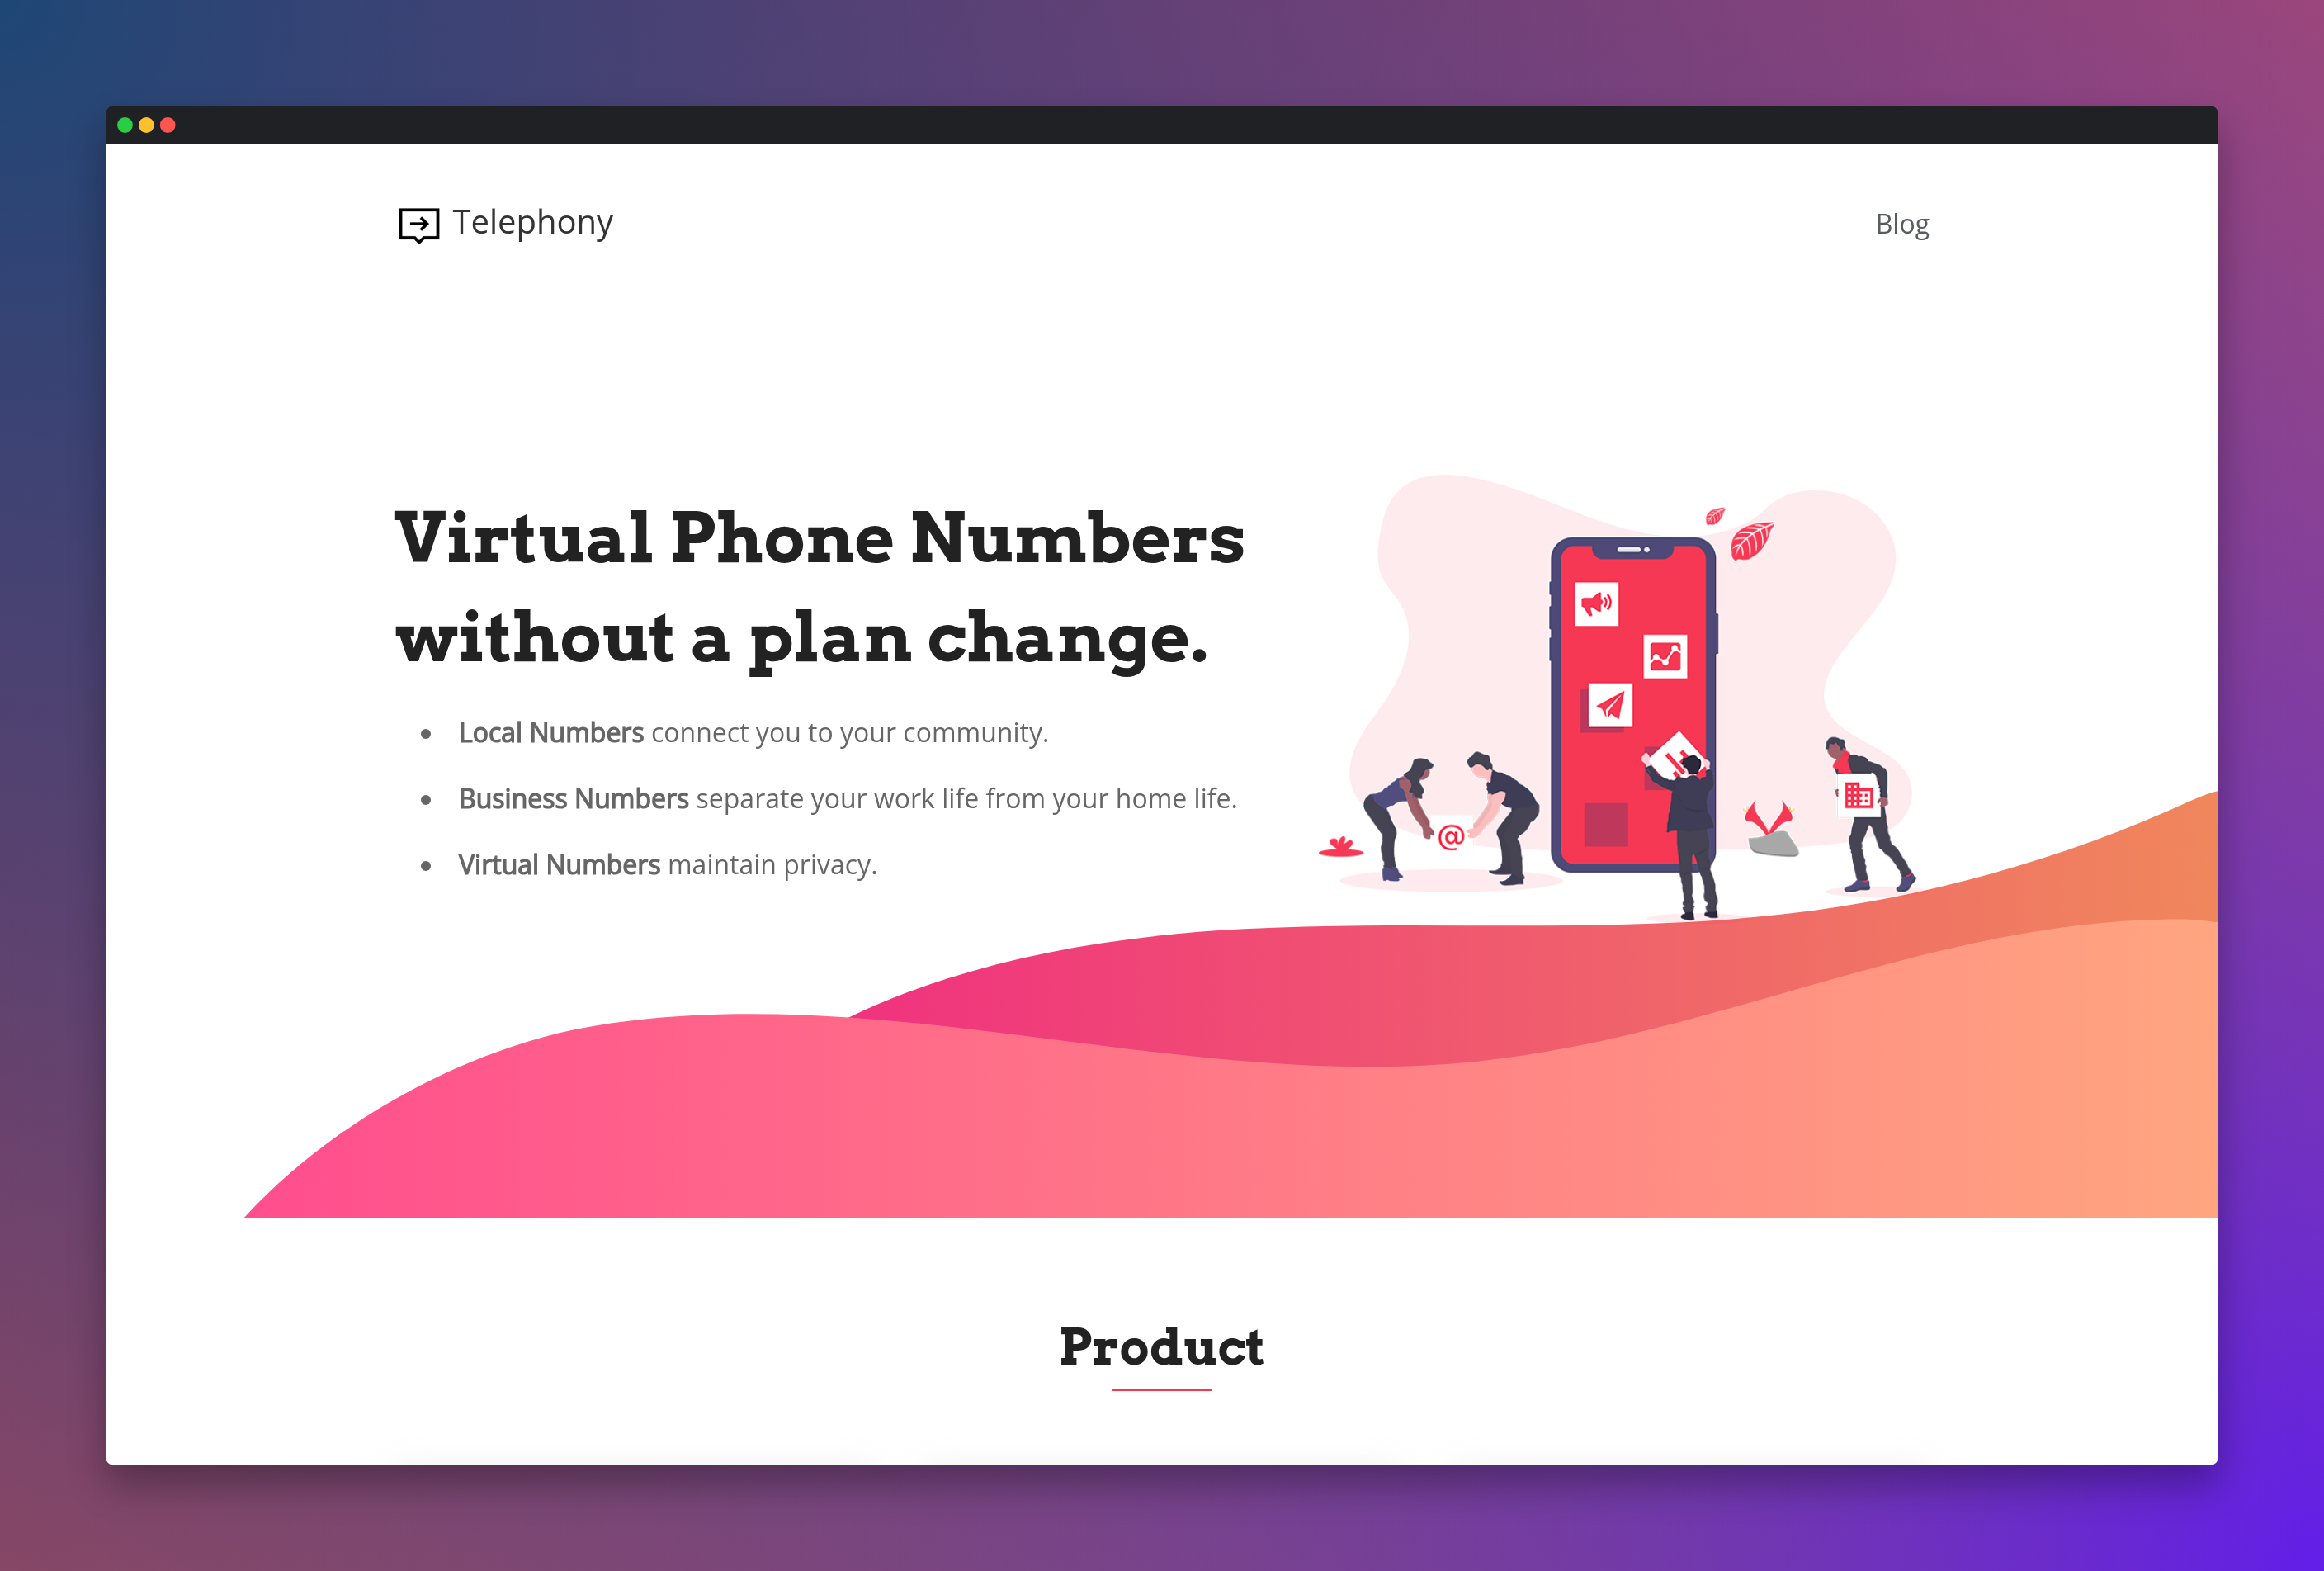 Telephony
Blog
Virtual Phone Numbers
without a plan change.
Local Numbers connect you to your community.
Business Numbers separate your work life from your home life.
Virtual Numbers maintain privacy.
@
Product